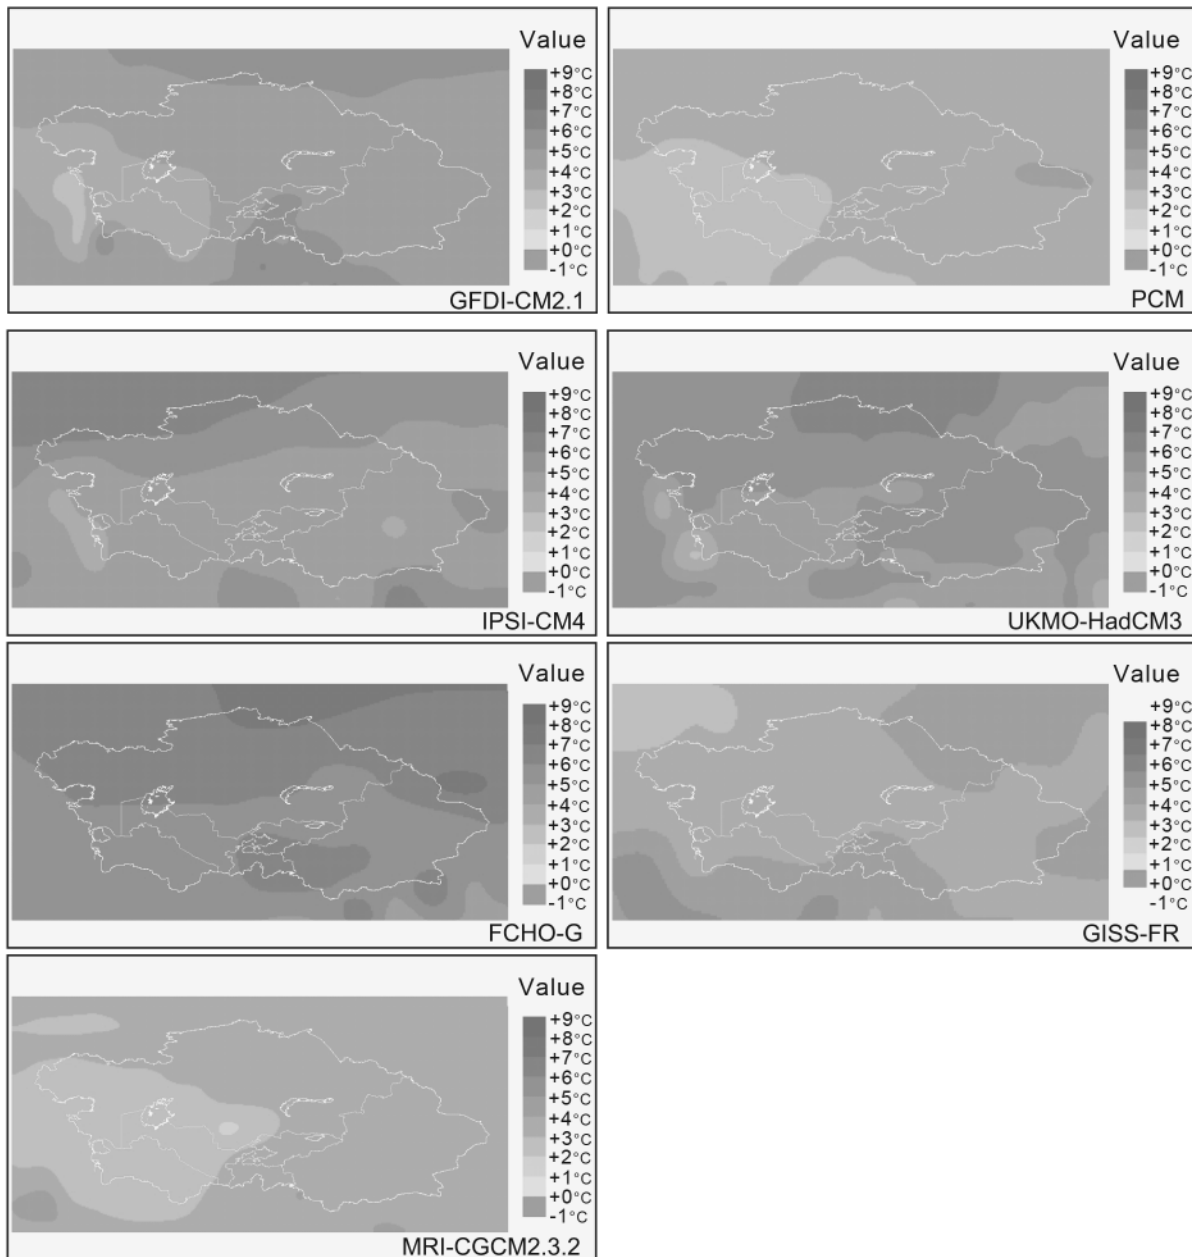 Value
+9°C
+8°C
+7°C
+6°C
+5°C
+4°C
+3°C
+2°C
+1°C
+0°C
-1°C
GFDI-CM2.1
Value
+9°C
+8°C
+7°C
+6°C
+5°C
+4°C
+3°C
+2°C
+1°C
+0°C
-1°C
PCM
Value
+9°C
+8°C
+7°C
+6°C
+5°C
+4°C
+3°C
+2°C
+1°C
+0°C
-1°C
IPSI-CM4
Value
+9°C
+8°C
+7°C
+6°C
+5°C
+4°C
+3°C
+2°C
+1°C
+0°C
-1°C
UKMO-HadCM3
Value
+9°C
+8°C
+7°C
+6°C
+5°C
+4°C
+3°C
+2°C
+1°C
+0°C
-1°C
FCHO-G
Value
+9°C
+8°C
+7°C
+6°C
+5°C
+4°C
+3°C
+2°C
+1°C
+0°C
-1°C
GISS-FR
Value
+9°C
+8°C
+7°C
+6°C
+5°C
+4°C
+3°C
+2°C
+1°C
+0°C
-1°C
MRI-CGCM2.3.2